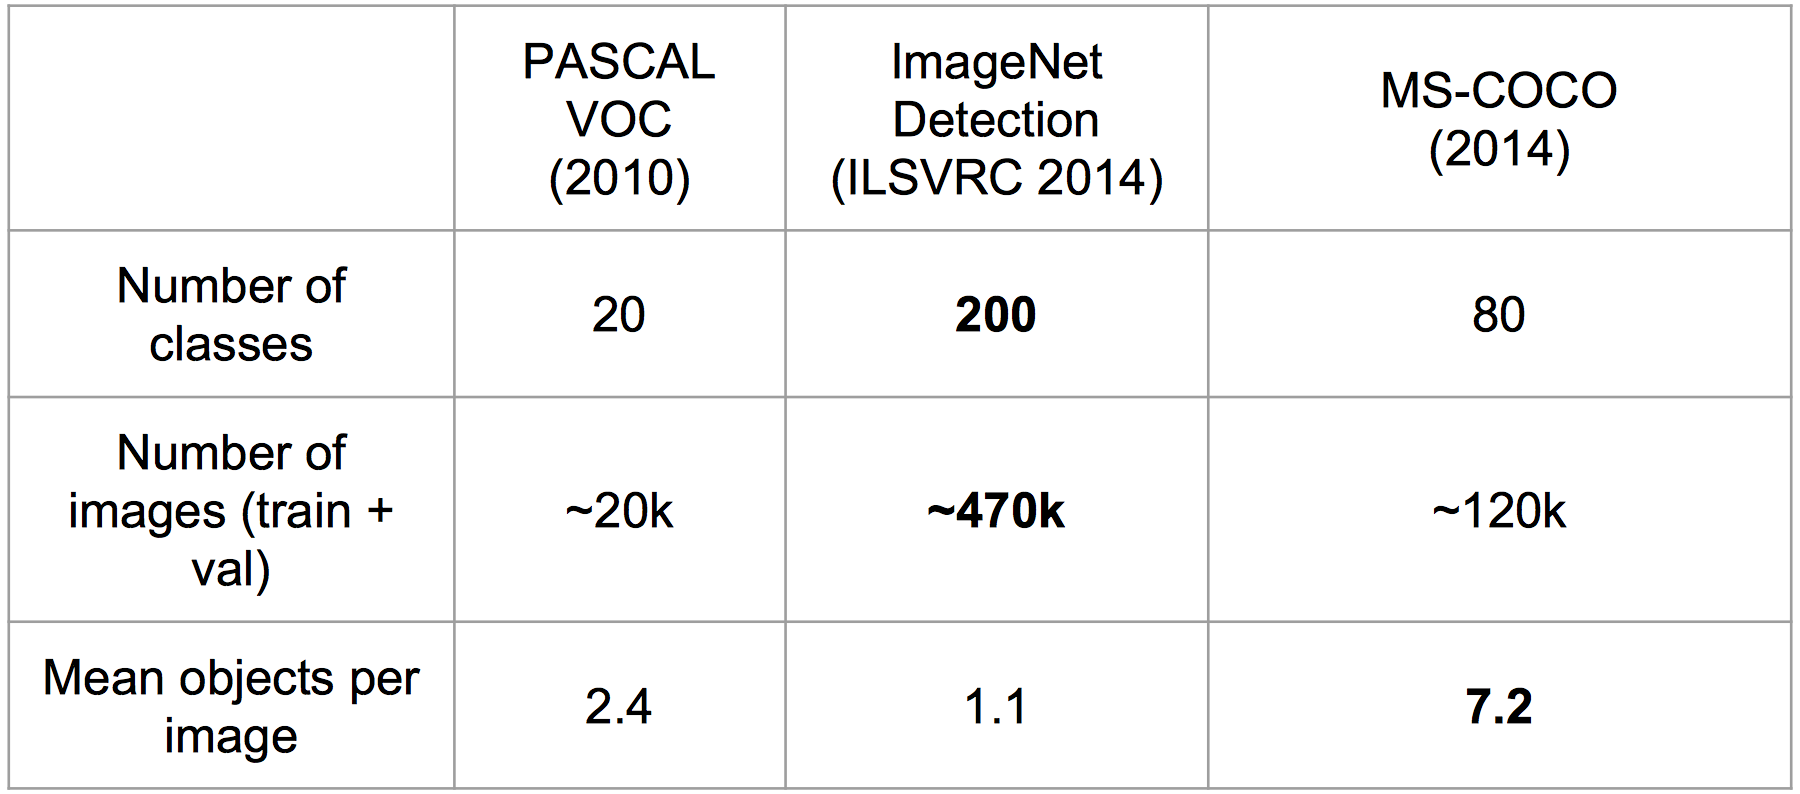 PASCAL
VOC
(2010)
ImageNet
Detection
(ILSVRC 2014)
MS-COCO
(2014)
Number of
classes
20
200
80
Number of
images (train +
val)
~20k
~470k
~120k
Mean objects per
image
2.4
1.1
7.2